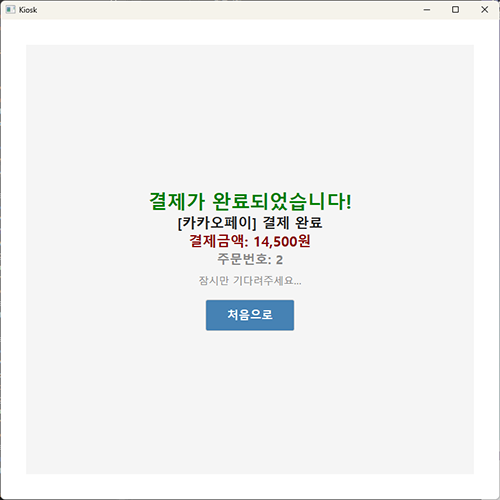 Kiosk
결제가 완료되었습니다!
[카카오페이] 결제 완료
결제금액: 14,500원
주문번호: 2
잠시만 기다려주세요...
처음으로